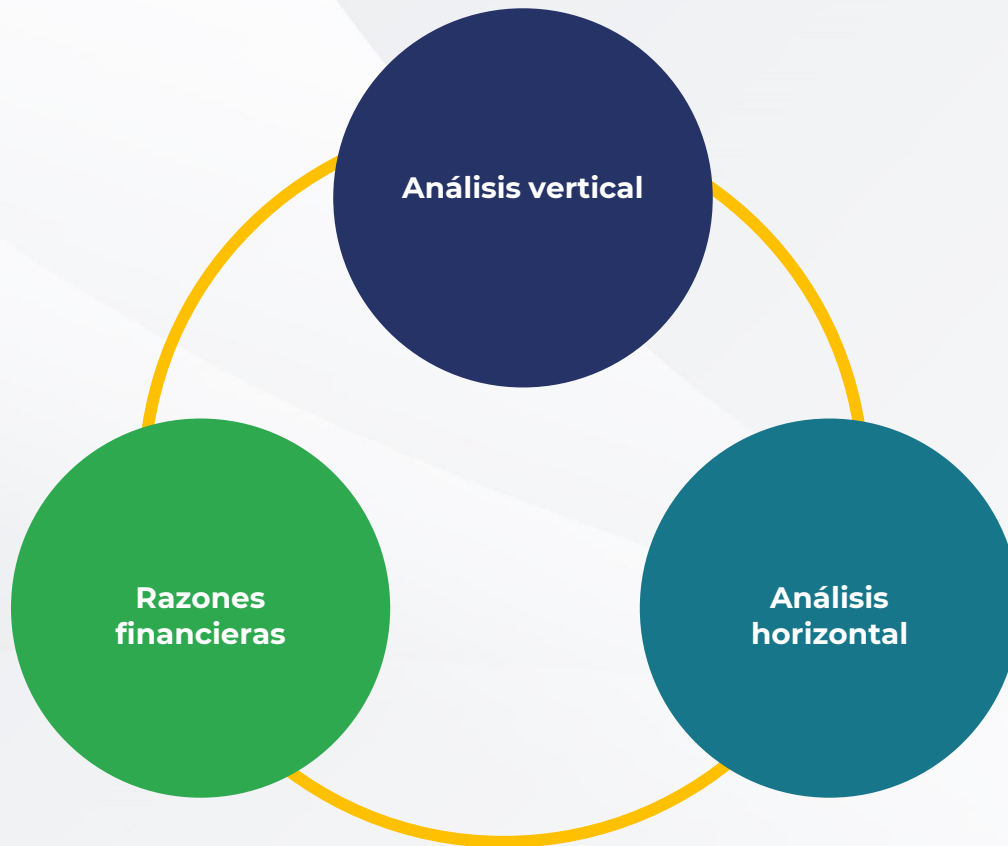 Análisis vertical
Razones
financieras
Análisis
horizontal